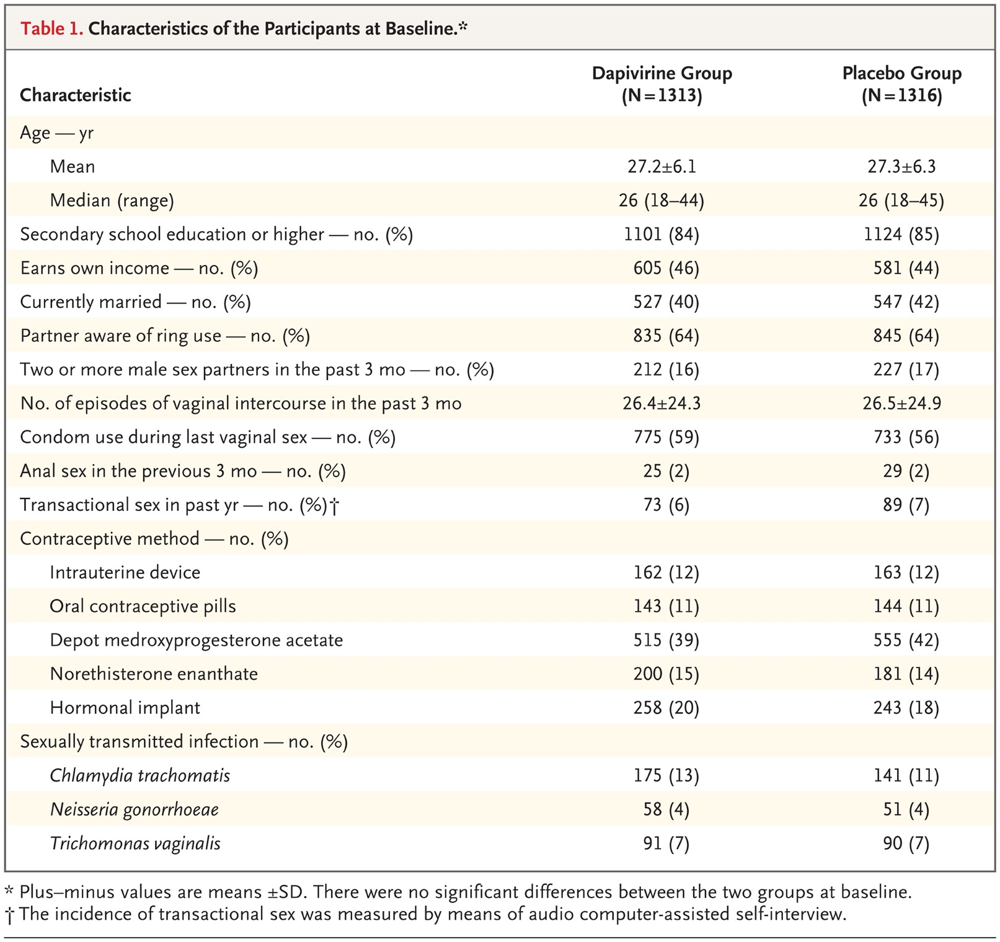 Table 1. Characteristics of the Participants at Baseline.*
Characteristic Dapivirine Group (N=1313) Placebo Group (N=1316)
Age — yr
Mean 27.2±6.1 27.3±6.3
Median (range) 26 (18–44) 26 (18–45)
Secondary school education or higher — no. (%) 1101 (84) 1124 (85)
Earns own income — no. (%) 605 (46) 581 (44)
Currently married — no. (%) 527 (40) 547 (42)
Partner aware of ring use — no. (%) 835 (64) 845 (64)
Two or more male sex partners in the past 3 mo — no. (%) 212 (16) 227 (17)
No. of episodes of vaginal intercourse in the past 3 mo 26.4±24.3 26.5±24.9
Condom use during last vaginal sex — no. (%) 775 (59) 733 (56)
Anal sex in the previous 3 mo — no. (%) 25 (2) 29 (2)
Transactional sex in past yr — no. (%)† 73 (6) 89 (7)
Contraceptive method — no. (%)
Intrauterine device 162 (12) 163 (12)
Oral contraceptive pills 143 (11) 144 (11)
Depot medroxyprogesterone acetate 515 (39) 555 (42)
Norethisterone enanthate 200 (15) 181 (14)
Hormonal implant 258 (20) 243 (18)
Sexually transmitted infection — no. (%)
Chlamydia trachomatis 175 (13) 141 (11)
Neisseria gonorrhoeae 58 (4) 51 (4)
Trichomonas vaginalis 91 (7) 90 (7)
* Plus–minus values are means ±SD. There were no significant differences between the two groups at baseline.
† The incidence of transactional sex was measured by means of audio computer-assisted self-interview.